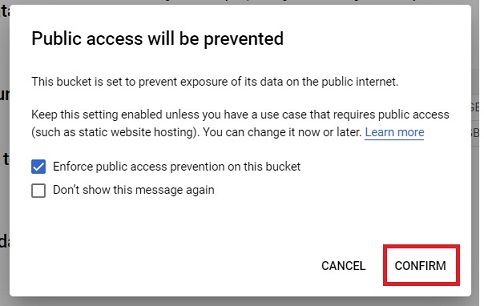 Public access will be prevented
This bucket is set to prevent exposure of its data on the public internet.
Keep this setting enabled unless you have a use case that requires public access
(such as static website hosting). You can change it now or later. Learn more
Enforce public access prevention on this bucket
Don't show this message again
CANCEL CONFIRM